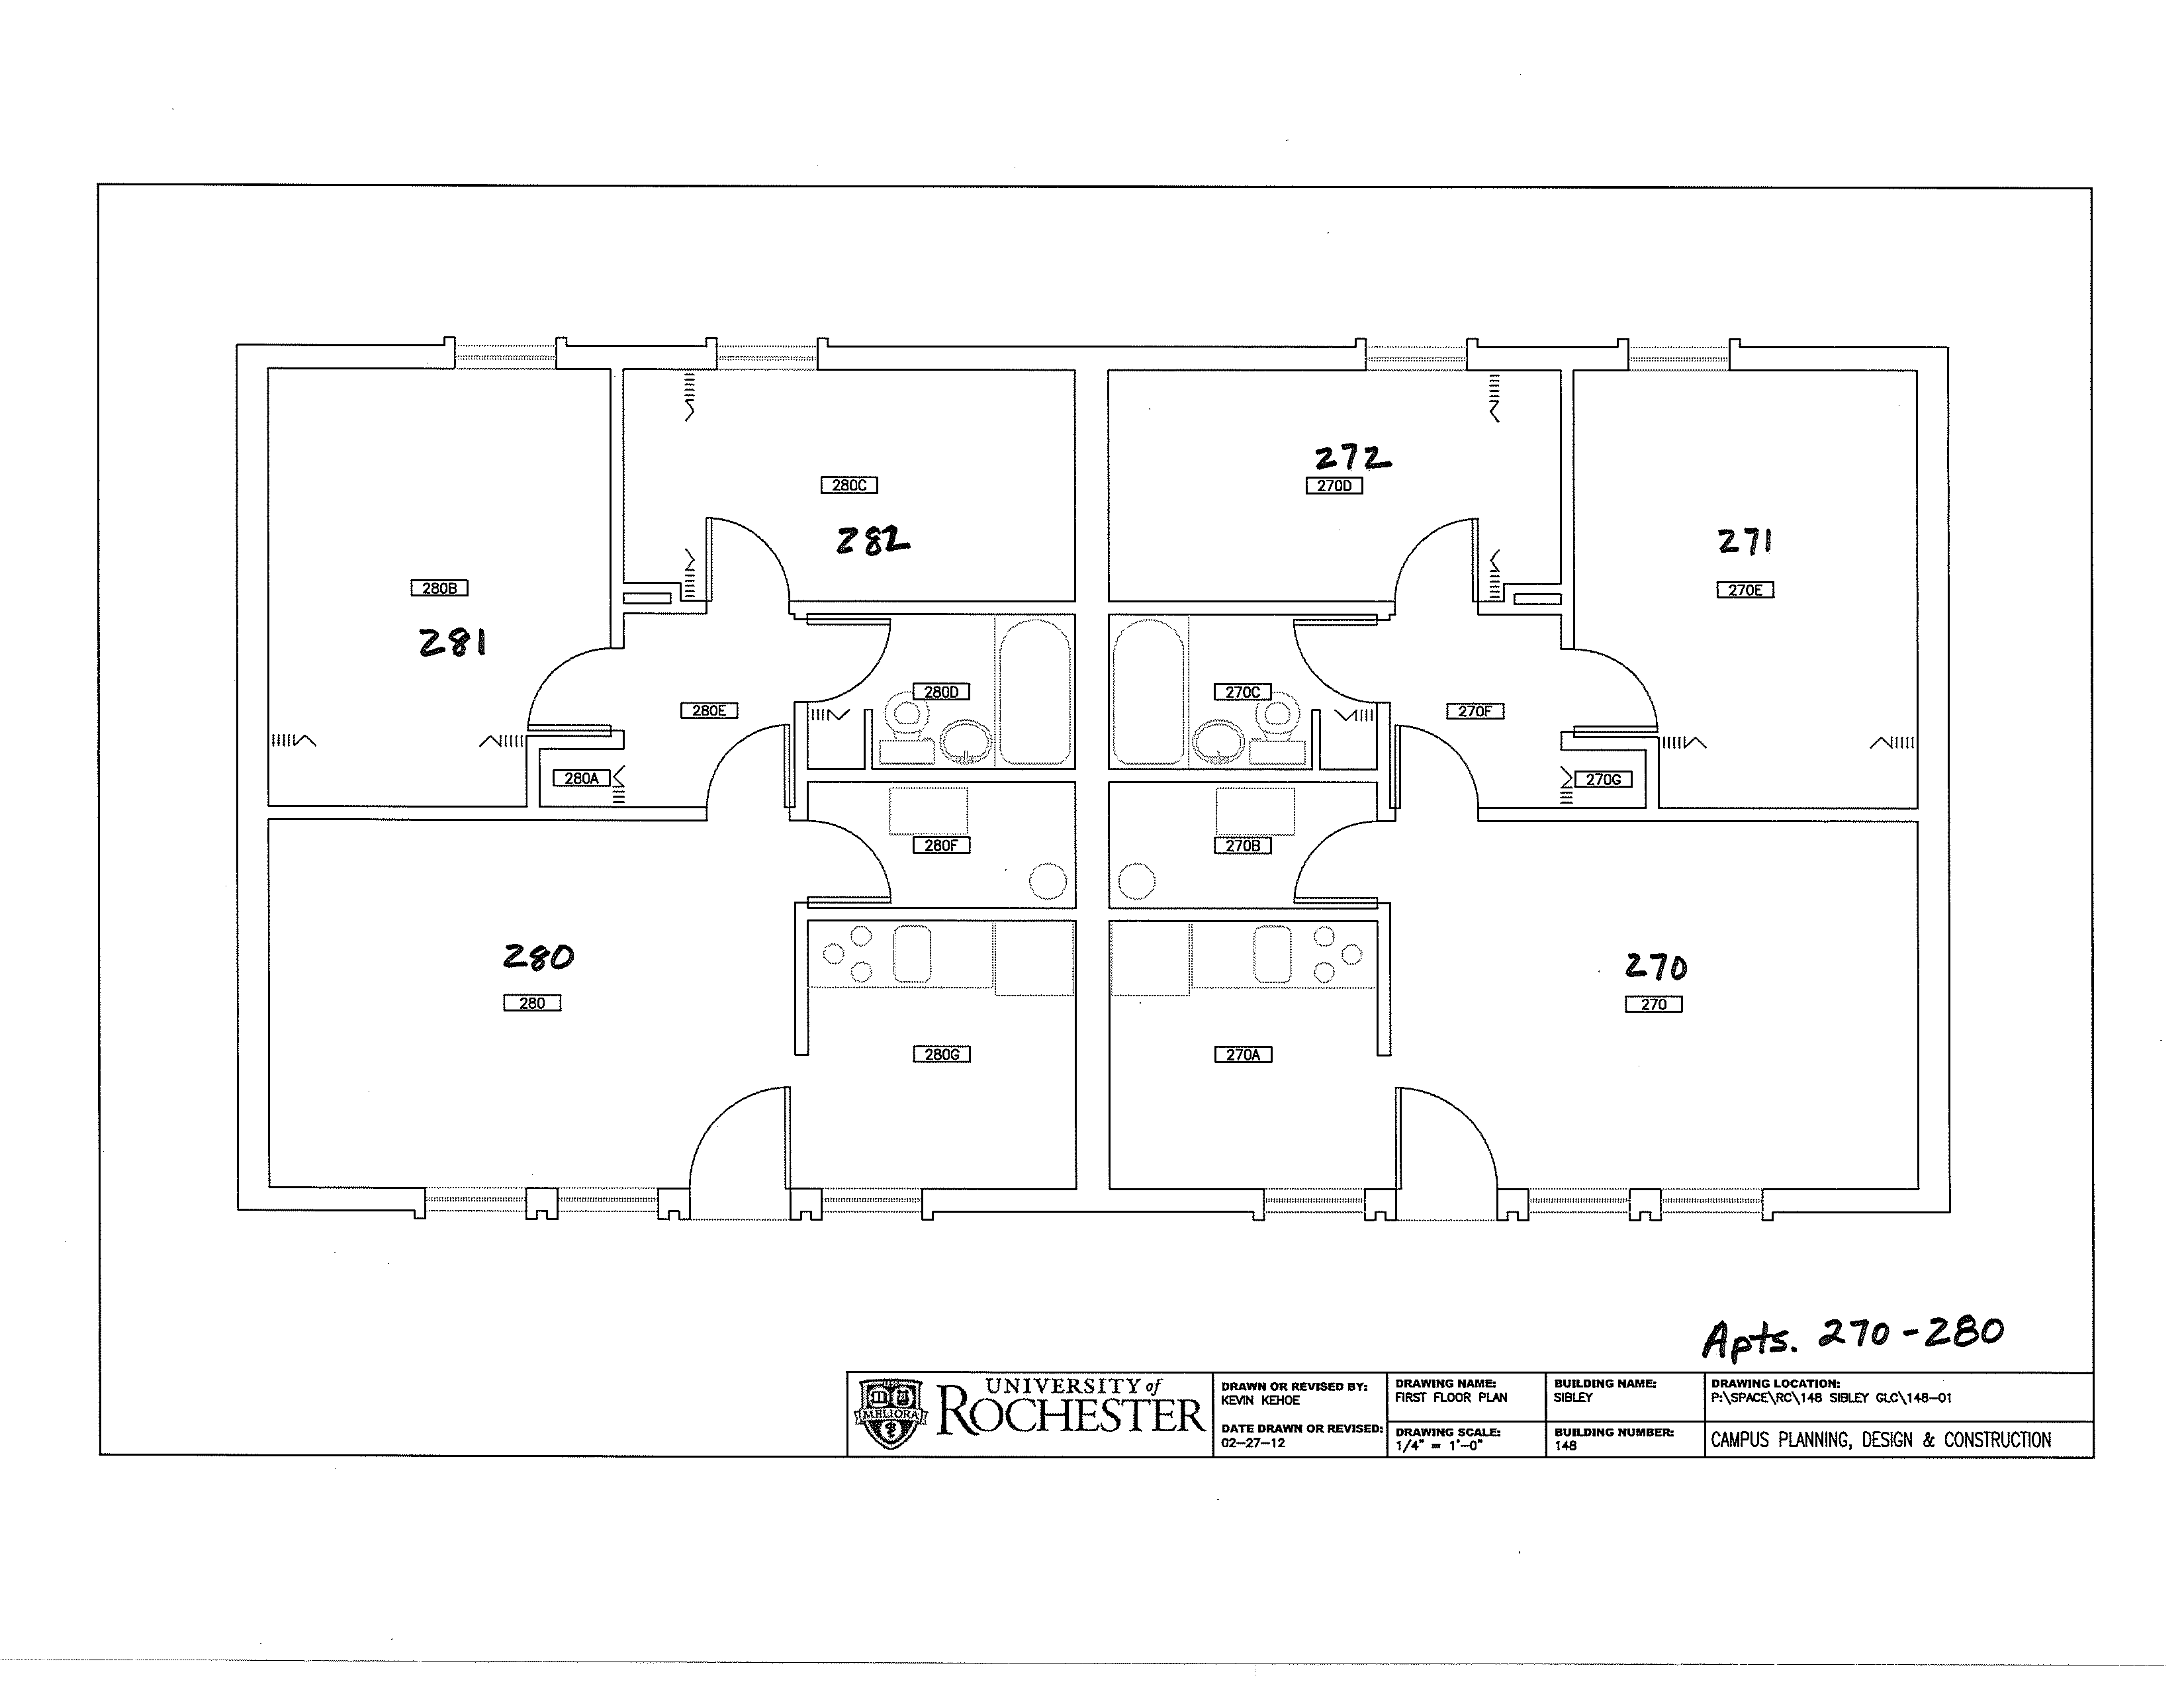 272
280C
270D
282
271
280B
270E
281
280D
270C
280E
270F
280A
270G
280F
270B
280
270
280
270
280G
270A
Apts. 270-280
UNIVERSITY of
ROCHESTER
MELIORA
DRAWN OR REVISED BY:
KEVIN KEHOE
DATE DRAWN OR REVISED:
02-27-12
DRAWING NAME:
FIRST FLOOR PLAN
DRAWING SCALE:
1/4" = 1'-0"
BUILDING NAME:
SIBLEY
BUILDING NUMBER:
148
DRAWING LOCATION:
P:\SPACE\RC\148 SIBLEY GLC\148-01
CAMPUS PLANNING, DESIGN & CONSTRUCTION